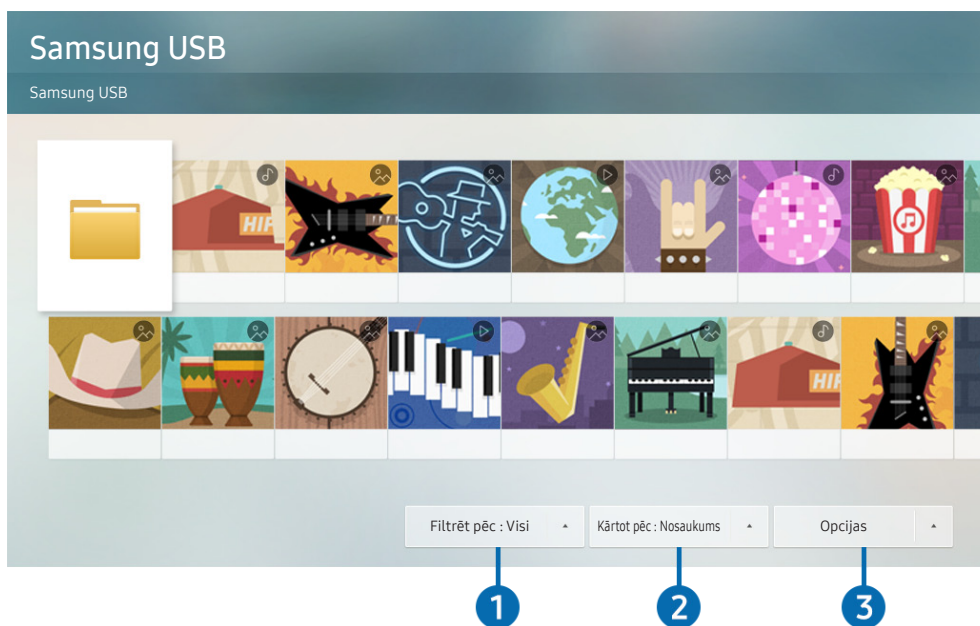 Samsung USB
Samsung USB
HIP
HIP
Filtrēt pēc : Visi
Kārtot pēc : Nosaukums
Opcijas
1
2
3